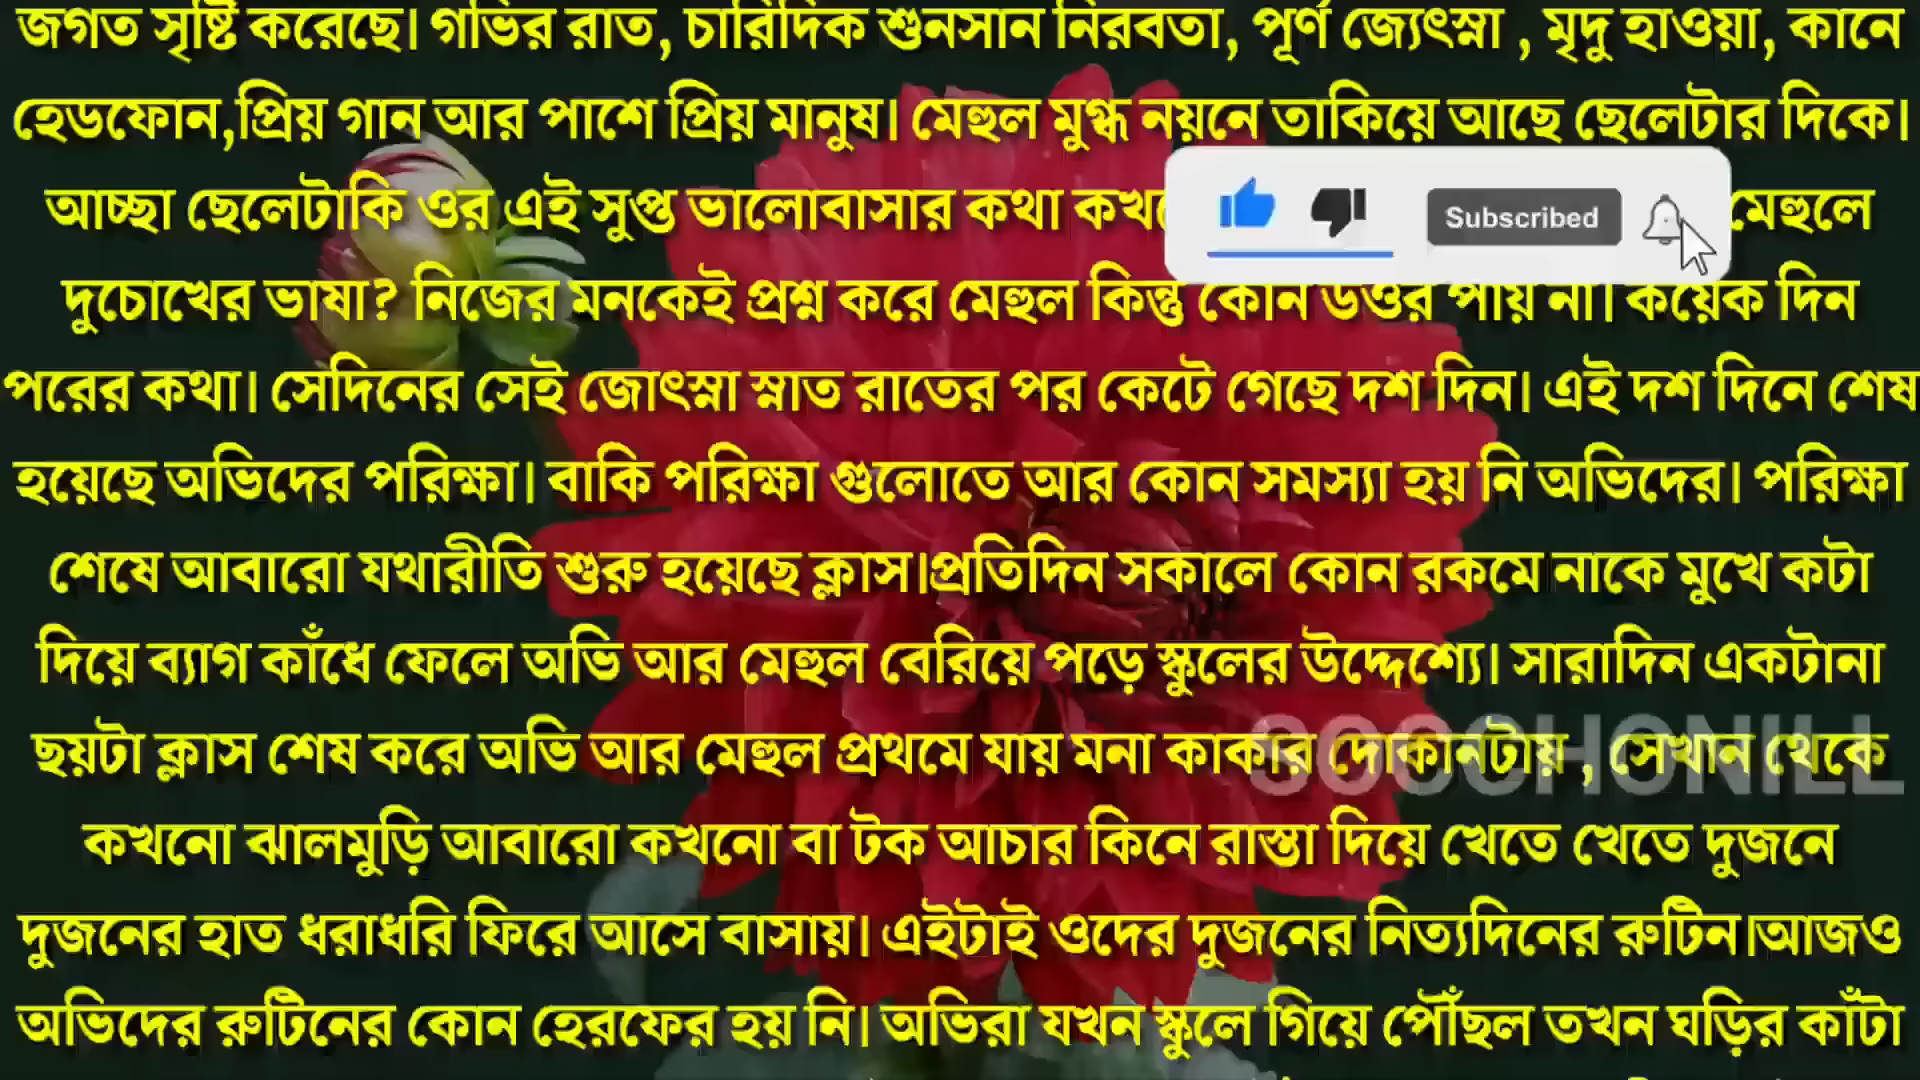 জগত সৃষ্টি করেছে। গভির রাত, চারিদিক শুনসান নিরবতা, পূর্ণ জ্যেৎস্না , মৃদু হাওয়া, কানে
হেডফোন,প্রিয় গান আর পাশে প্রিয় মানুষ। মেহুল মুগ্ধ নয়নে তাকিয়ে আছে ছেলেটার দিকে।
আচ্ছা ছেলেটাকি ওর এই সুপ্ত ভালোবাসার কথা মেহুলে
Subscribed
দুচোখের ভাষা? নিজের মনকেই প্রশ্ন করে মেহুল কিন্তু কোন উত্তর পায় না। কয়েক দিন
পরের কথা। সেদিনের সেই জোৎস্না স্নাত রাতের পর কেটে গেছে দশ দিন। এই দশ দিনে শেষ
হয়েছে অভিদের পরিক্ষা। বাকি পরিক্ষা গুলোতে আর কোন সমস্যা হয় নি অভিদের। পরিক্ষা
শেষে আবারো যথারীতি শুরু হয়েছে ক্লাস।প্রতিদিন সকালে কোন রকমে নাকে মুখে কটা
দিয়ে ব্যাগ কাঁধে ফেলে অভি আর মেহুল বেরিয়ে পড়ে স্কুলের উদ্দেশ্যে। সারাদিন একটানা
ছয়টা ক্লাস শেষ করে অভি আর মেহুল প্রথমে যায় মনা কাকার দোকানটায় , সেখান থেকে
SOCCHONILL
কখনো ঝালমুড়ি আবারো কখনো বা টক আচার কিনে রাস্তা দিয়ে খেতে খেতে দুজনে
দুজনের হাত ধরাধরি ফিরে আসে বাসায়। এইটাই ওদের দুজনের নিত্যদিনের রুটিন।আজও
অভিদের রুটিনের কোন হেরফের হয় নি। অভিরা যখন স্কুলে গিয়ে পৌঁছল তখন ঘড়ির কাঁটা